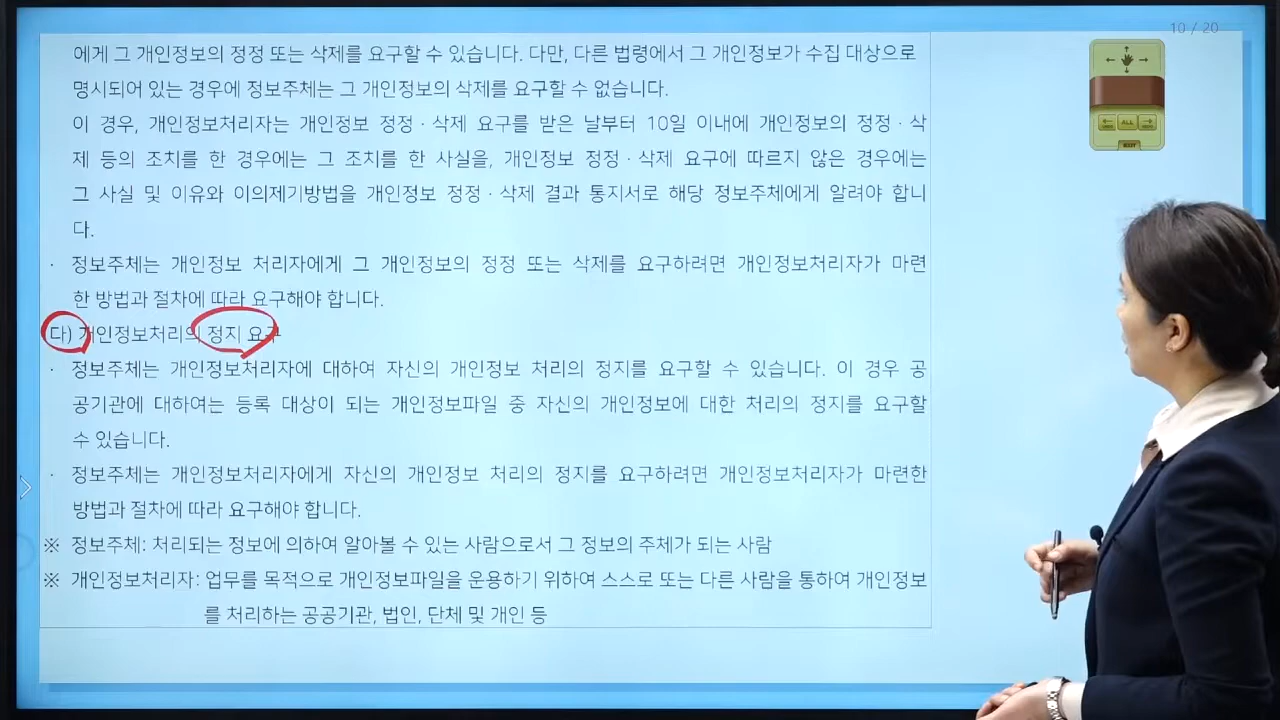 10 / 20
에게 그 개인정보의 정정 또는 삭제를 요구할 수 있습니다. 다만, 다른 법령에서 그 개인정보가 수집 대상으로
명시되어 있는 경우에 정보주체는 그 개인정보의 삭제를 요구할 수 없습니다.
이 경우, 개인정보처리자는 개인정보 정정 · 삭제 요구를 받은 날부터 10일 이내에 개인정보의 정정 · 삭
제 등의 조치를 한 경우에는 그 조치를 한 사실을, 개인정보 정정 · 삭제 요구에 따르지 않은 경우에는
그 사실 및 이유와 이의제기방법을 개인정보 정정 · 삭제 결과 통지서로 해당 정보주체에게 알려야 합니
다.
· 정보주체는 개인정보 처리자에게 그 개인정보의 정정 또는 삭제를 요구하려면 개인정보처리자가 마련
한 방법과 절차에 따라 요구해야 합니다.
다) 개인정보처리의 정지 요구
· 정보주체는 개인정보처리자에 대하여 자신의 개인정보 처리의 정지를 요구할 수 있습니다. 이 경우 공
공기관에 대하여는 등록 대상이 되는 개인정보파일 중 자신의 개인정보에 대한 처리의 정지를 요구할
수 있습니다.
· 정보주체는 개인정보처리자에게 자신의 개인정보 처리의 정지를 요구하려면 개인정보처리자가 마련한
방법과 절차에 따라 요구해야 합니다.
※ 정보주체: 처리되는 정보에 의하여 알아볼 수 있는 사람으로서 그 정보의 주체가 되는 사람
※ 개인정보처리자: 업무를 목적으로 개인정보파일을 운용하기 위하여 스스로 또는 다른 사람을 통하여 개인정보
를 처리하는 공공기관, 법인, 단체 및 개인 등
ALL